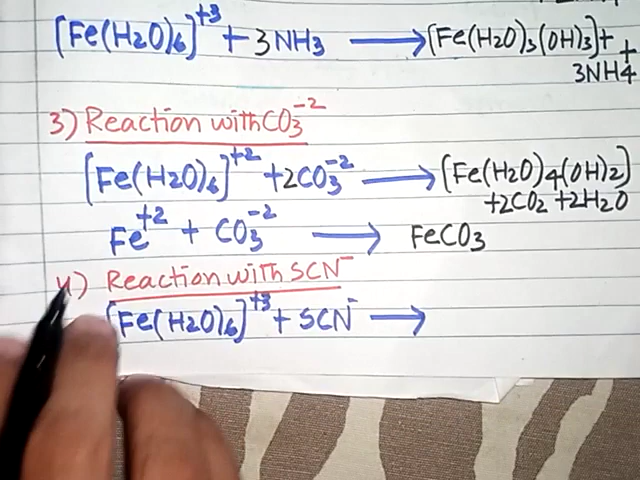 [Fe(H2O)6]+3 + 3NH3 → [Fe(H2O)3(OH)3]+ +
3NH4
3) Reaction with CO3-2
[Fe(H2O)6]+2 + 2CO3-2 → (Fe(H2O)4(OH)2)
+2CO2 +2H2O
Fe+2 + CO3-2 → FeCO3
4) Reaction with SCN-
[Fe(H2O)6]+3 + SCN- →